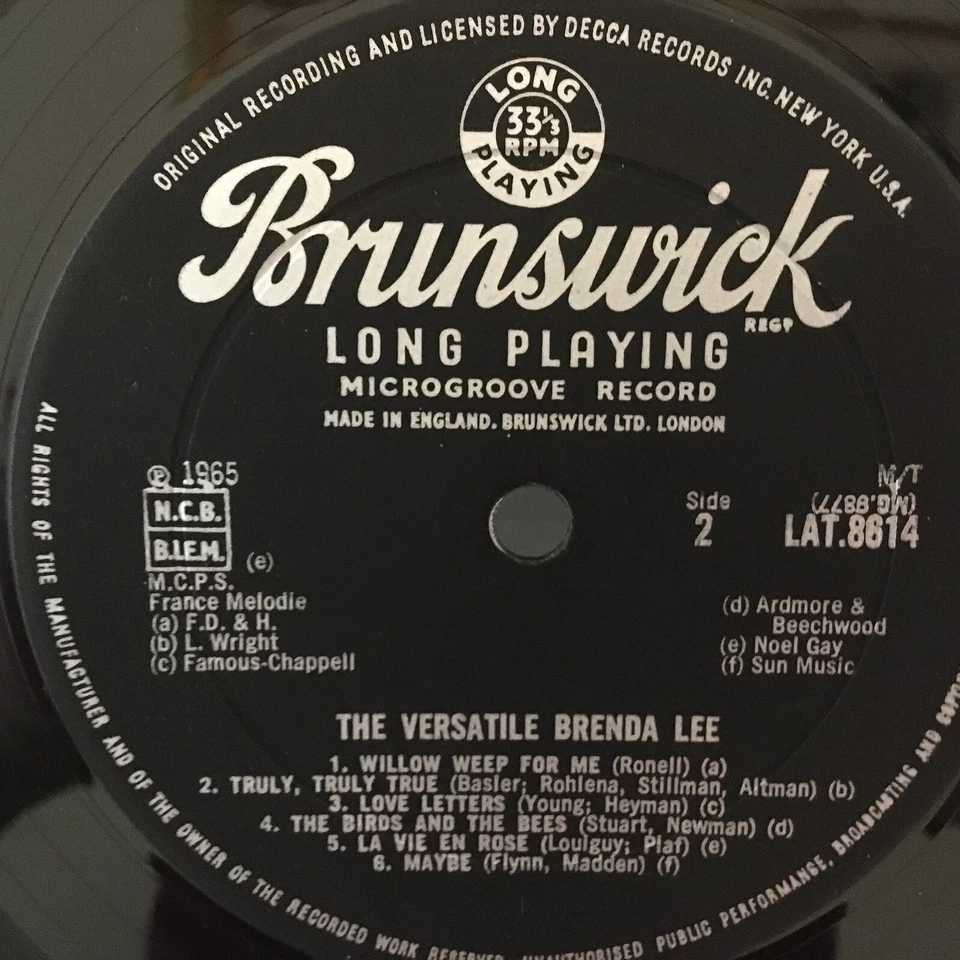 ORIGINAL RECORDING AND LICENSED BY DECCA RECORDS INC. NEW YORK U.S.A.
LONG
33⅓
RPM
PLAYING
Brunswick
REGD
LONG PLAYING
MICROGROOVE RECORD
MADE IN ENGLAND. BRUNSWICK LTD. LONDON
℗ 1965
N.C.B.
B.I.E.M. (e)
M.C.P.S.
France Melodie
(a) F.D. & H.
(b) L. Wright
(c) Famous-Chappell
Side
2
M/T
LAT.8614
(d) Ardmore &
Beechwood
(e) Noel Gay
(f) Sun Music
THE VERSATILE BRENDA LEE
1. WILLOW WEEP FOR ME (Ronell) (a)
2. TRULY, TRULY TRUE (Basler; Rohlena, Stillman, Altman) (b)
3. LOVE LETTERS (Young; Heyman) (c)
4. THE BIRDS AND THE BEES (Stuart, Newman) (d)
5. LA VIE EN ROSE (Louiguy; Piaf) (e)
6. MAYBE (Flynn, Madden) (f)
ALL RIGHTS OF THE MANUFACTURER AND OF THE OWNER OF THE RECORDED WORK RESERVED UNAUTHORISED PUBLIC PERFORMANCE, BROADCASTING AND